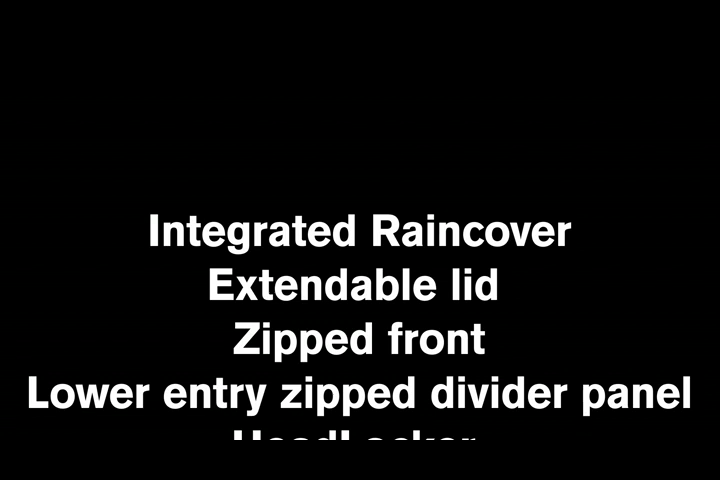 Integrated Raincover
Extendable lid
Zipped front
Lower entry zipped divider panel